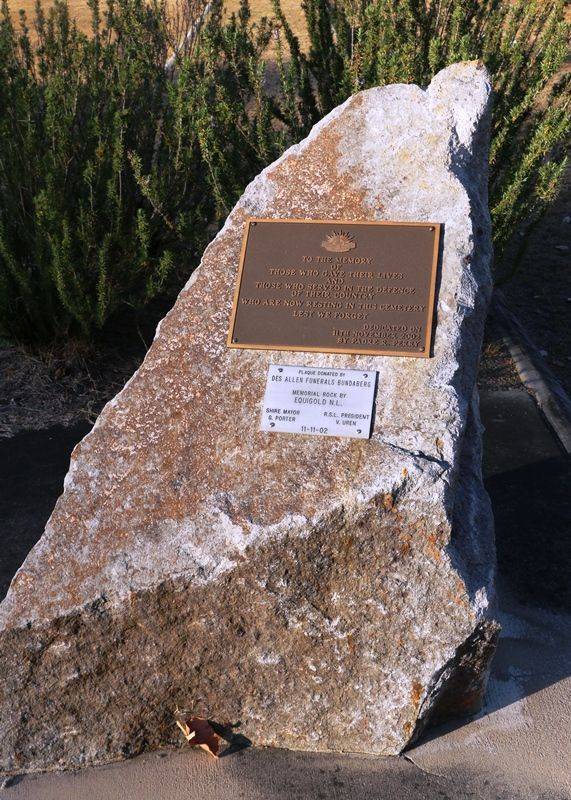 TO THE MEMORY
OF
THOSE WHO GAVE THEIR LIVES
AND
THOSE WHO SERVED IN THE DEFENCE
OF THEIR COUNTRY
WHO ARE NOW RESTING IN THIS CEMETERY
LEST WE FORGET
DEDICATED ON
11TH NOVEMBER 2002
BY PADRE R. PERRY
PLAQUE DONATED BY
DES ALLEN FUNERALS BUNDABERG
MEMORIAL ROCK BY
EQUIGOLD N.L.
SHIRE MAYOR R.S.L. PRESIDENT
G. PORTER V. UREN
11-11-02